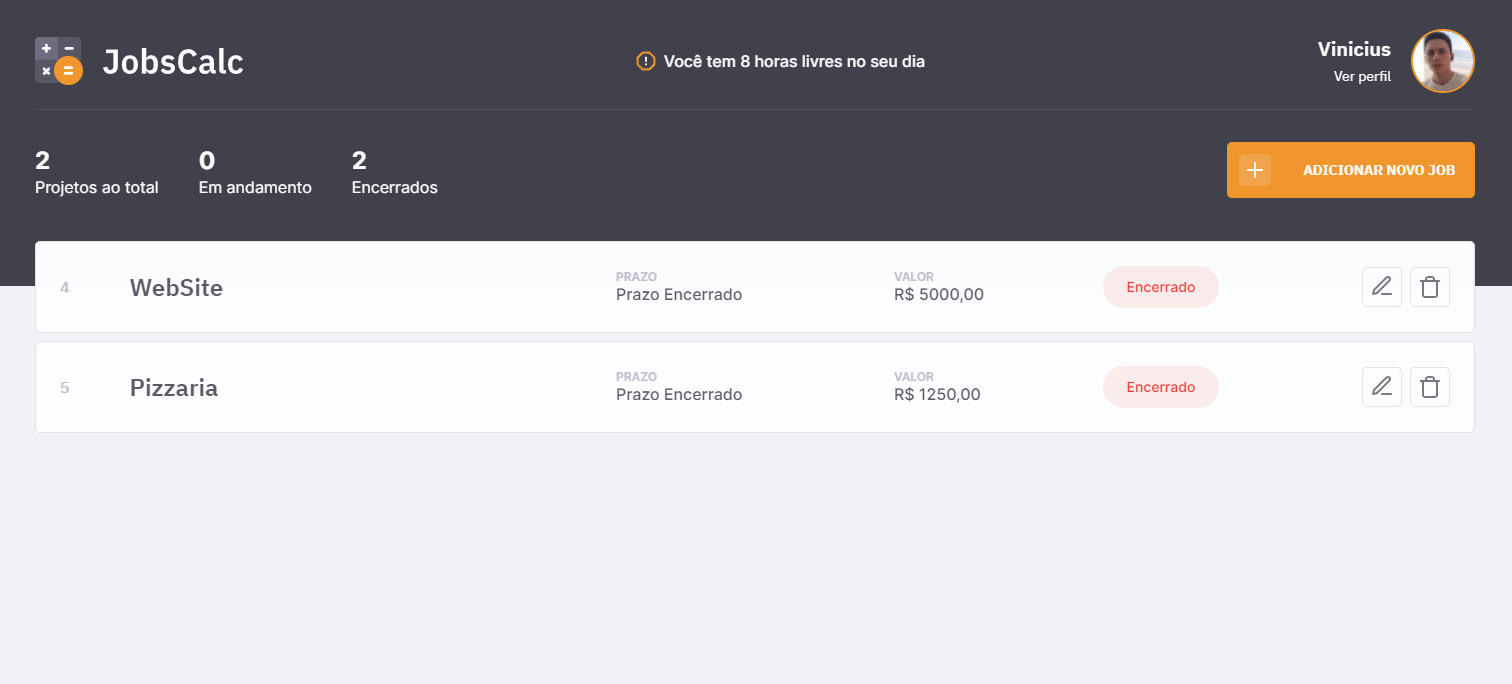 JobsCalc
Você tem 8 horas livres no seu dia
Vinicius
Ver perfil
2
Projetos ao total
0
Em andamento
2
Encerrados
ADICIONAR NOVO JOB
4
WebSite
PRAZO
Prazo Encerrado
VALOR
R$ 5000,00
Encerrado
5
Pizzaria
PRAZO
Prazo Encerrado
VALOR
R$ 1250,00
Encerrado